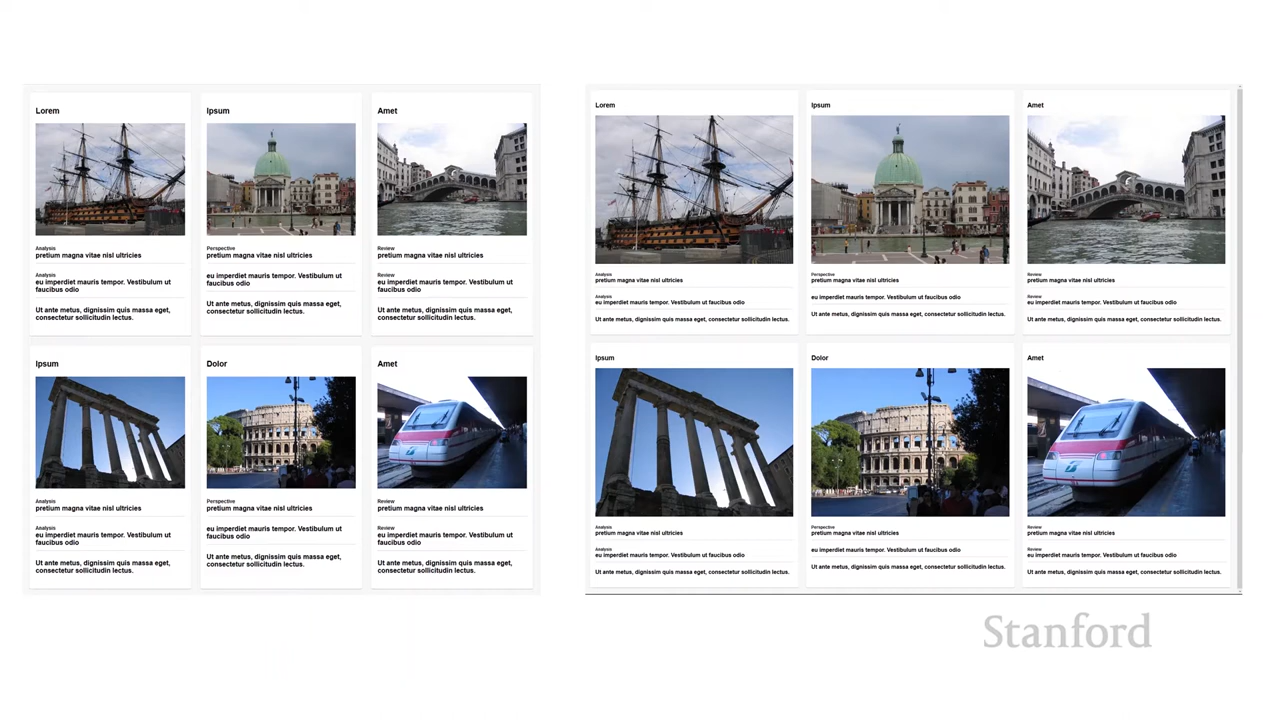 Lorem
Analysis
pretium magna vitae nisl ultricies
Analysis
eu imperdiet mauris tempor. Vestibulum ut
faucibus odio
Ut ante metus, dignissim quis massa eget,
consectetur sollicitudin lectus.
Ipsum
Perspective
pretium magna vitae nisl ultricies
eu imperdiet mauris tempor. Vestibulum ut
faucibus odio
Ut ante metus, dignissim quis massa eget,
consectetur sollicitudin lectus.
Amet
Review
pretium magna vitae nisl ultricies
Review
eu imperdiet mauris tempor. Vestibulum ut
faucibus odio
Ut ante metus, dignissim quis massa eget,
consectetur sollicitudin lectus.
Ipsum
Analysis
pretium magna vitae nisl ultricies
Analysis
eu imperdiet mauris tempor. Vestibulum ut
faucibus odio
Ut ante metus, dignissim quis massa eget,
consectetur sollicitudin lectus.
Dolor
Perspective
pretium magna vitae nisl ultricies
eu imperdiet mauris tempor. Vestibulum ut
faucibus odio
Ut ante metus, dignissim quis massa eget,
consectetur sollicitudin lectus.
Amet
Review
pretium magna vitae nisl ultricies
Review
eu imperdiet mauris tempor. Vestibulum ut
faucibus odio
Ut ante metus, dignissim quis massa eget,
consectetur sollicitudin lectus.
Lorem
Analysis
pretium magna vitae nisl ultricies
Analysis
eu imperdiet mauris tempor. Vestibulum ut faucibus odio
Ut ante metus, dignissim quis massa eget, consectetur sollicitudin lectus.
Ipsum
Perspective
pretium magna vitae nisl ultricies
eu imperdiet mauris tempor. Vestibulum ut faucibus odio
Ut ante metus, dignissim quis massa eget, consectetur sollicitudin lectus.
Amet
Review
pretium magna vitae nisl ultricies
Review
eu imperdiet mauris tempor. Vestibulum ut faucibus odio
Ut ante metus, dignissim quis massa eget, consectetur sollicitudin lectus.
Ipsum
Analysis
pretium magna vitae nisl ultricies
Analysis
eu imperdiet mauris tempor. Vestibulum ut faucibus odio
Ut ante metus, dignissim quis massa eget, consectetur sollicitudin lectus.
Dolor
Perspective
pretium magna vitae nisl ultricies
eu imperdiet mauris tempor. Vestibulum ut faucibus odio
Ut ante metus, dignissim quis massa eget, consectetur sollicitudin lectus.
Amet
Review
pretium magna vitae nisl ultricies
Review
eu imperdiet mauris tempor. Vestibulum ut faucibus odio
Ut ante metus, dignissim quis massa eget, consectetur sollicitudin lectus.
Stanford